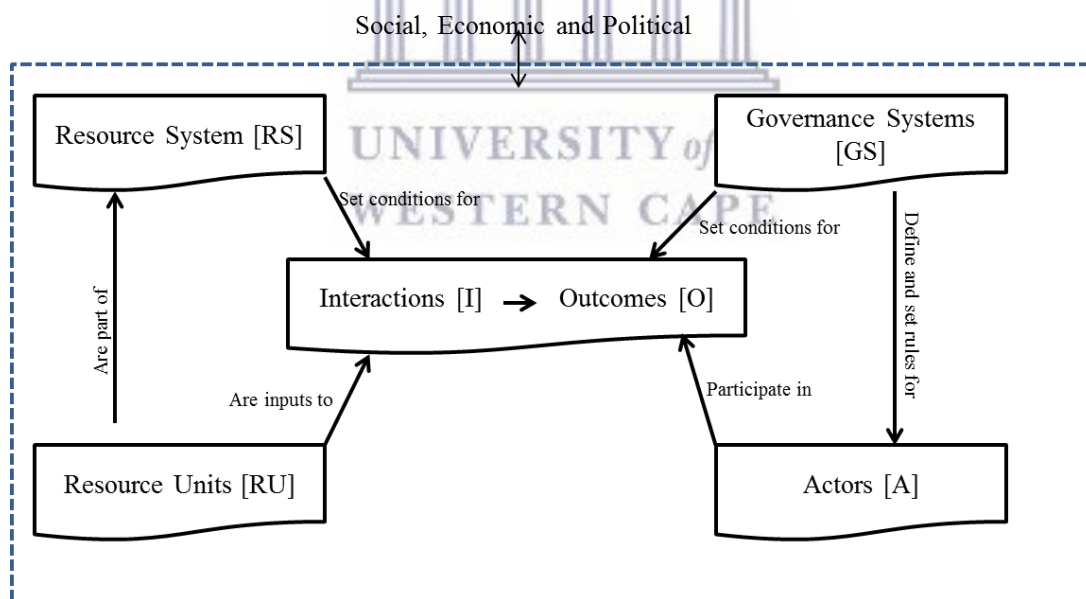 Social, Economic and Political
Resource System [RS]
Governance Systems
[GS]
UNIVERSITY of
WESTERN CAPE
Set conditions for
Set conditions for
Are part of
Define and set rules for
Interactions [I]
Outcomes [O]
Are inputs to
Participate in
Resource Units [RU]
Actors [A]